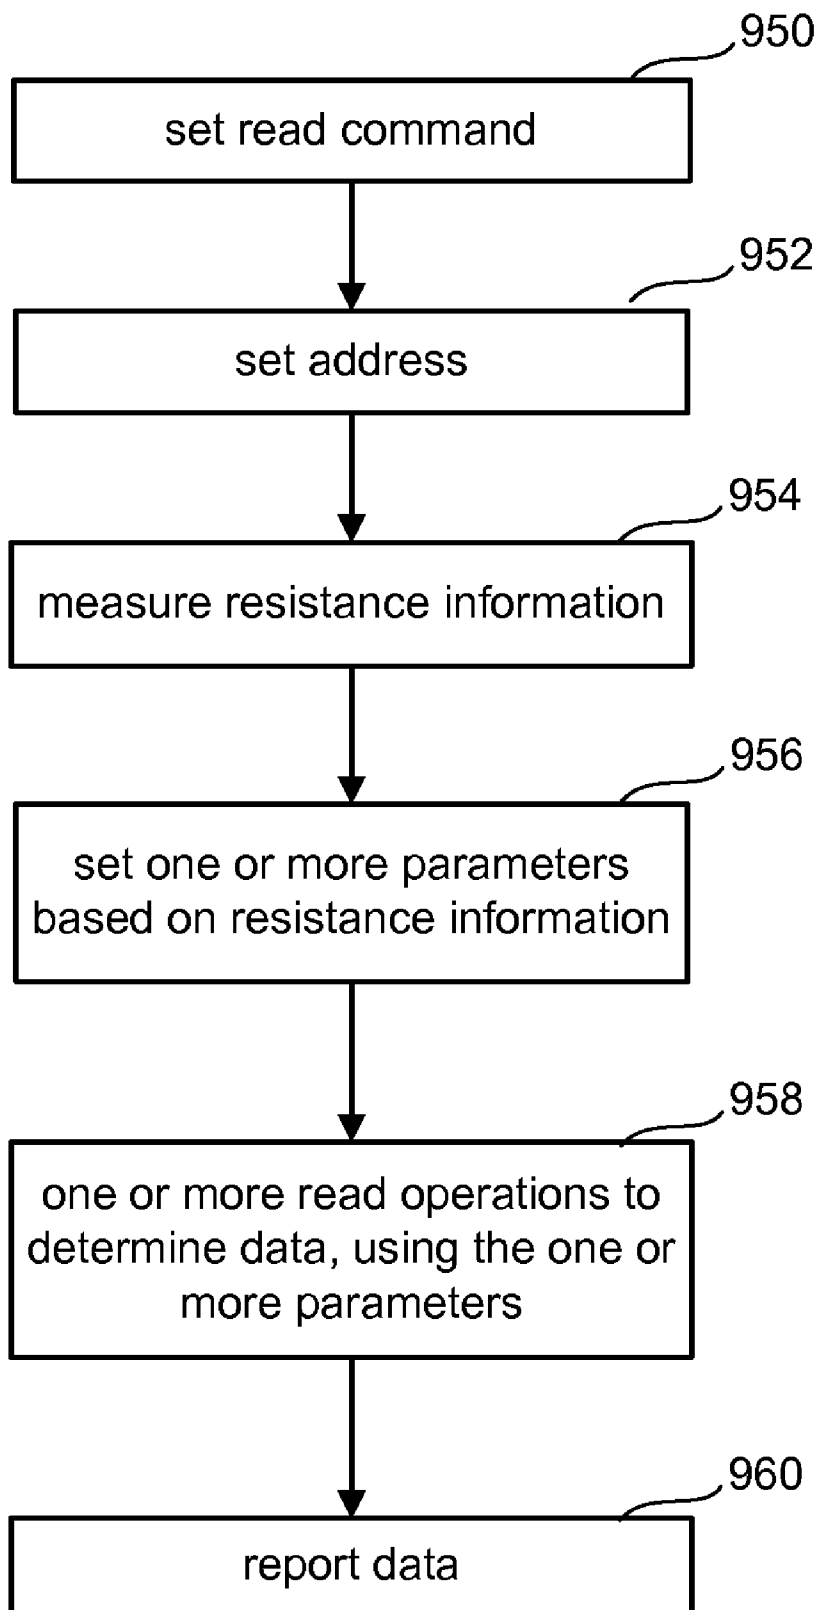 950
set read command
952
set address
954
measure resistance information
956
set one or more parameters
based on resistance information
958
one or more read operations to
determine data, using the one or
more parameters
960
report data